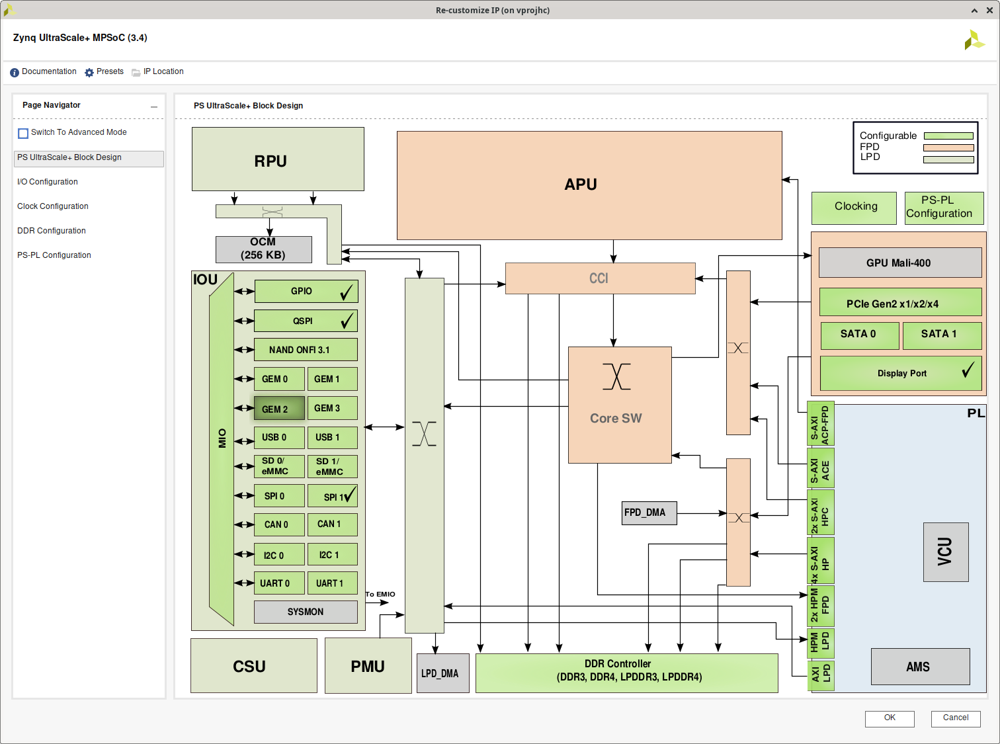 Re-customize IP (on vprojhc)
Zynq UltraScale+ MPSoC (3.4)
Documentation Presets IP Location
Page Navigator
Switch To Advanced Mode
PS UltraScale+ Block Design
I/O Configuration
Clock Configuration
DDR Configuration
PS-PL Configuration
PS UltraScale+ Block Design
Configurable
FPD
LPD
RPU
APU
Clocking
PS-PL
Configuration
OCM
(256 KB)
IOU
MIO
GPIO
QSPI
NAND ONFI 3.1
GEM 0 GEM 1
GEM 2 GEM 3
USB 0 USB 1
SD 0/
eMMC
SD 1/
eMMC
SPI 0 SPI 1
CAN 0 CAN 1
I2C 0 I2C 1
UART 0 UART 1
SYSMON
To EMIO
CCI
Core SW
FPD_DMA
GPU Mali-400
PCIe Gen2 x1/x2/x4
SATA 0 SATA 1
Display Port
PL
S-AXI
ACP-FPD
S-AXI
ACE
2x S-AXI
HPC
4x S-AXI
HP
2x HPM
FPD
HPM
LPD
AXI
LPD
VCU
AMS
CSU
PMU
LPD_DMA
DDR Controller
(DDR3, DDR4, LPDDR3, LPDDR4)
OK Cancel